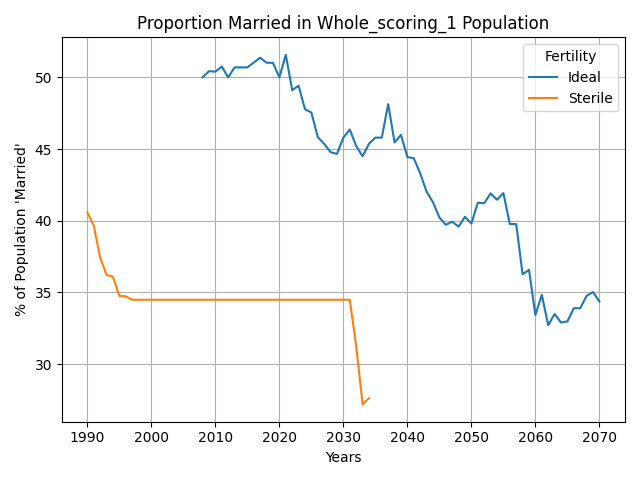 Proportion Married in Whole_scoring_1 Population
Fertility
Ideal
Sterile
% of Population 'Married'
50
45
40
35
30
1990 2000 2010 2020 2030 2040 2050 2060 2070
Years